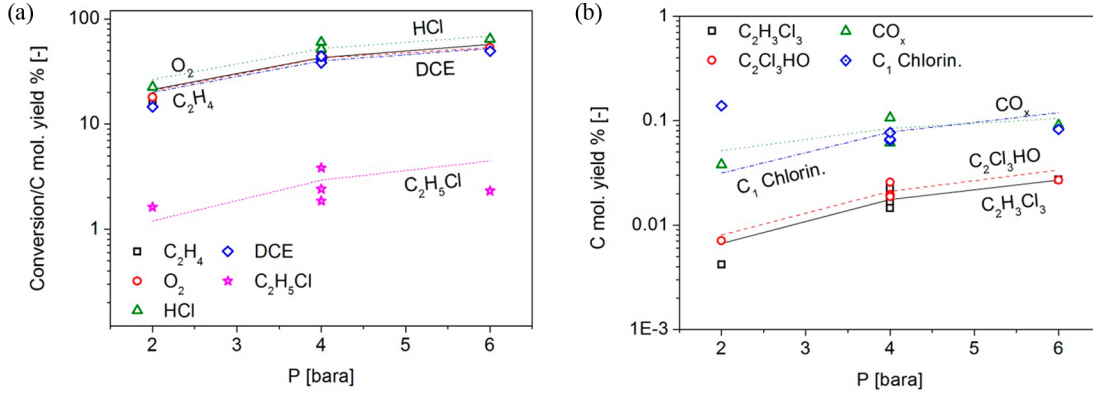 (a)
Conversion/C mol. yield % [-]
100
10
1
HCl
O₂
DCE
C₂H₄
C₂H₅Cl
C₂H₄
DCE
O₂
C₂H₅Cl
HCl
2
3
4
5
6
P [bara]
(b)
C mol. yield % [-]
1
0.1
0.01
1E-3
C₂H₃Cl₃
COₓ
C₂Cl₃HO
C₁ Chlorin.
COₓ
C₁ Chlorin.
C₂Cl₃HO
C₂H₃Cl₃
2
3
4
5
6
P [bara]